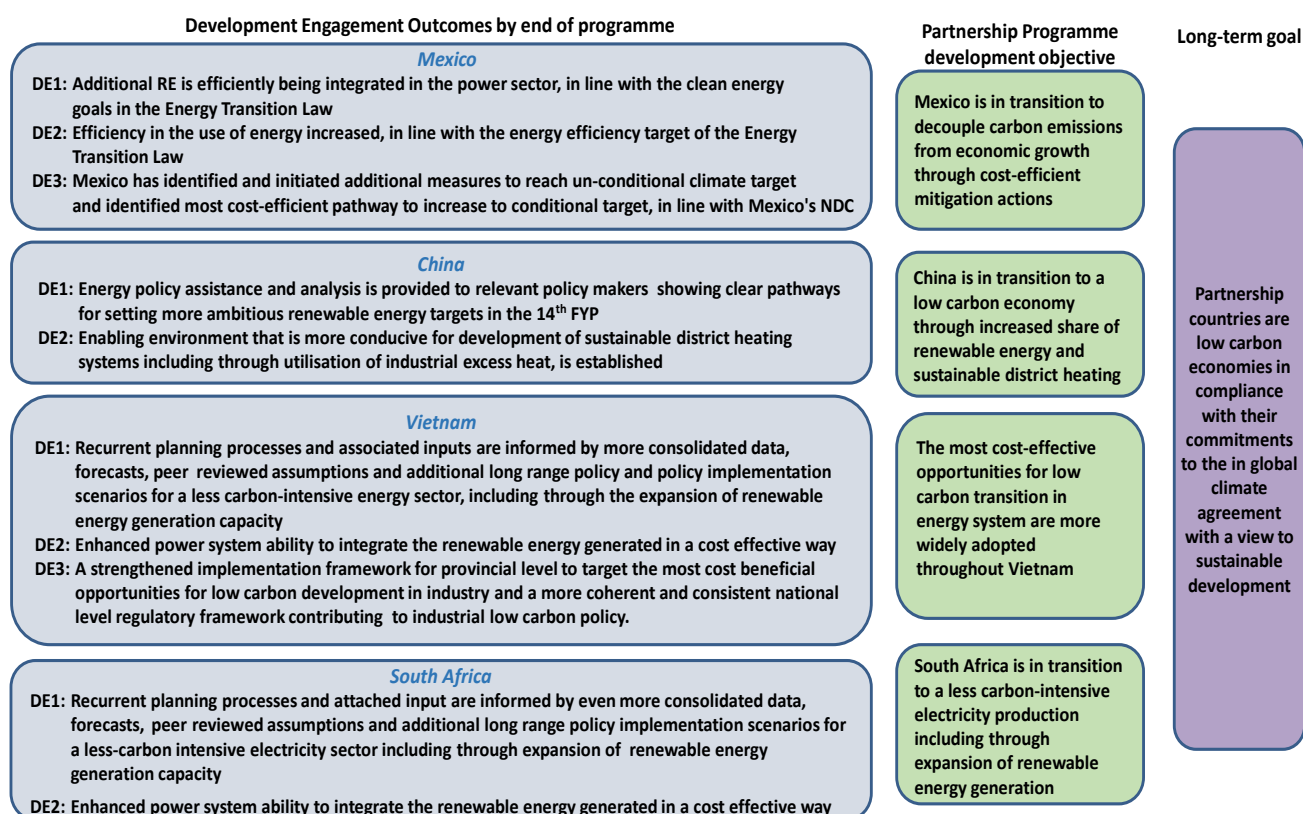 Development Engagement Outcomes by end of programme
Mexico
DE1: Additional RE is efficiently being integrated in the power sector, in line with the clean energy
goals in the Energy Transition Law
DE2: Efficiency in the use of energy increased, in line with the energy efficiency target of the Energy
Transition Law
DE3: Mexico has identified and initiated additional measures to reach un-conditional climate target
and identified most cost-efficient pathway to increase to conditional target, in line with Mexico's NDC
China
DE1: Energy policy assistance and analysis is provided to relevant policy makers showing clear pathways
for setting more ambitious renewable energy targets in the 14th FYP
DE2: Enabling environment that is more conducive for development of sustainable district heating
systems including through utilisation of industrial excess heat, is established
Vietnam
DE1: Recurrent planning processes and associated inputs are informed by more consolidated data,
forecasts, peer reviewed assumptions and additional long range policy and policy implementation
scenarios for a less carbon-intensive energy sector, including through the expansion of renewable
energy generation capacity
DE2: Enhanced power system ability to integrate the renewable energy generated in a cost effective way
DE3: A strengthened implementation framework for provincial level to target the most cost beneficial
opportunities for low carbon development in industry and a more coherent and consistent national
level regulatory framework contributing to industrial low carbon policy.
South Africa
DE1: Recurrent planning processes and attached input are informed by even more consolidated data,
forecasts, peer reviewed assumptions and additional long range policy implementation scenarios for
a less-carbon intensive electricity sector including through expansion of renewable energy
generation capacity
DE2: Enhanced power system ability to integrate the renewable energy generated in a cost effective way
Partnership Programme
development objective
Mexico is in transition to
decouple carbon emissions
from economic growth
through cost-efficient
mitigation actions
China is in transition to a
low carbon economy
through increased share of
renewable energy and
sustainable district heating
The most cost-effective
opportunities for low
carbon transition in
energy system are more
widely adopted
throughout Vietnam
South Africa is in transition
to a less carbon-intensive
electricity production
including through
expansion of renewable
energy generation
Long-term goal
Partnership
countries are
low carbon
economies in
compliance
with their
commitments
to the in global
climate
agreement
with a view to
sustainable
development